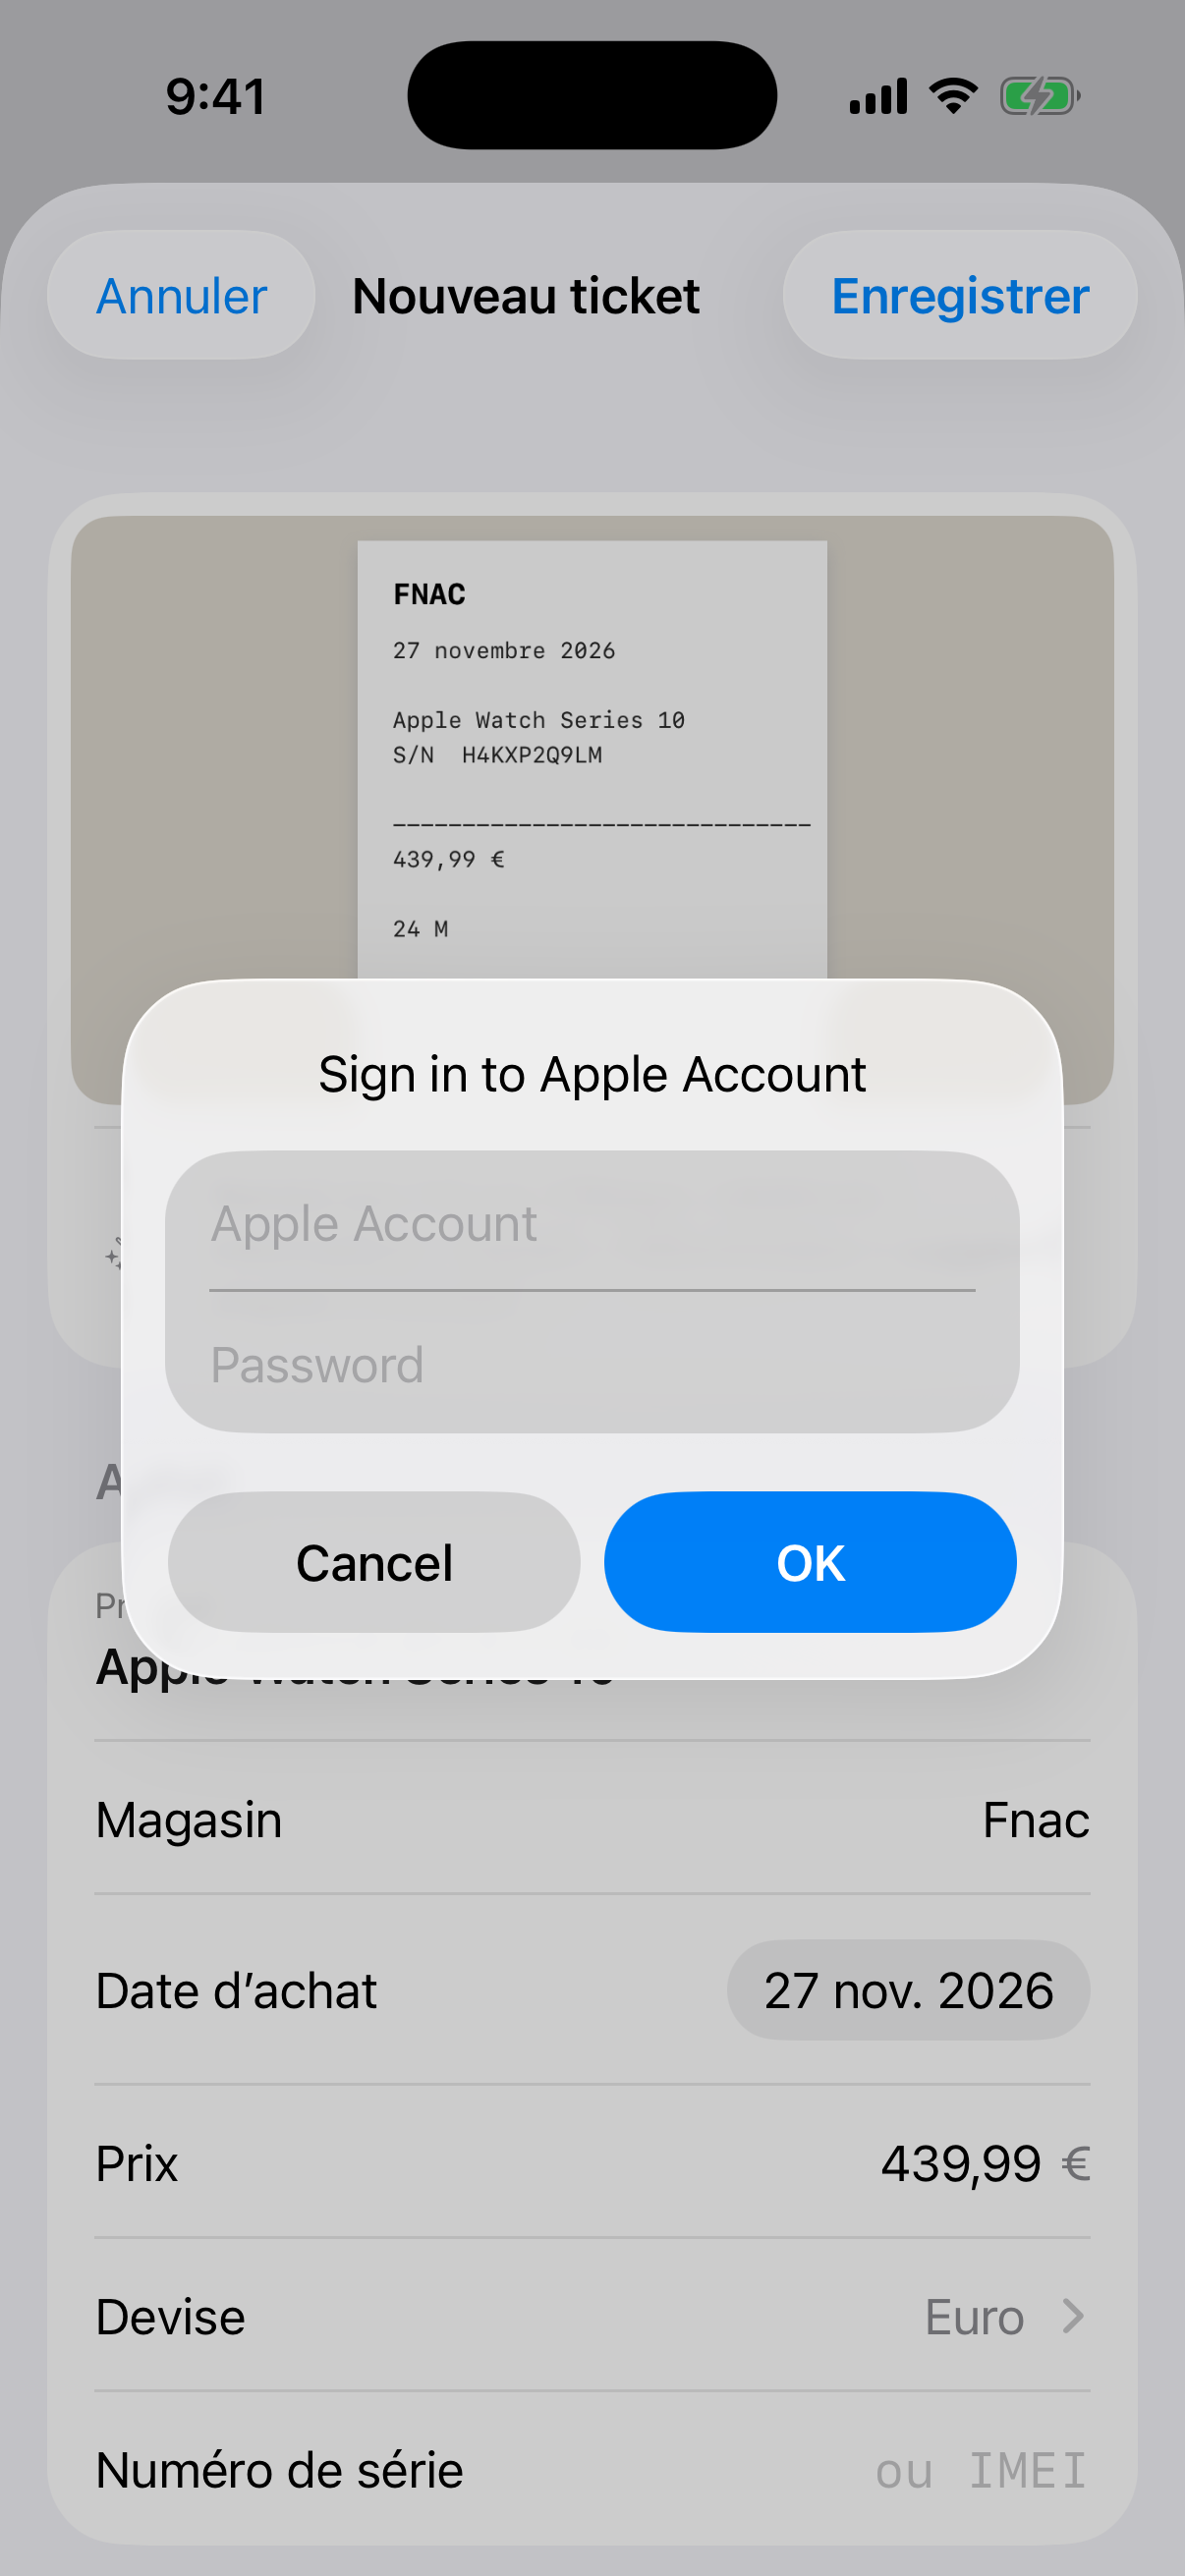 9:41
Annuler
Nouveau ticket
Enregistrer
FNAC
27 novembre 2026
Apple Watch Series 10
S/N H4KXP2Q9LM
------------------------------
439,99 €
24 M
Sign in to Apple Account
Apple Account
Password
Cancel
OK
Magasin
Fnac
Date d’achat
27 nov. 2026
Prix
439,99 €
Devise
Euro
Numéro de série
ou IMEI